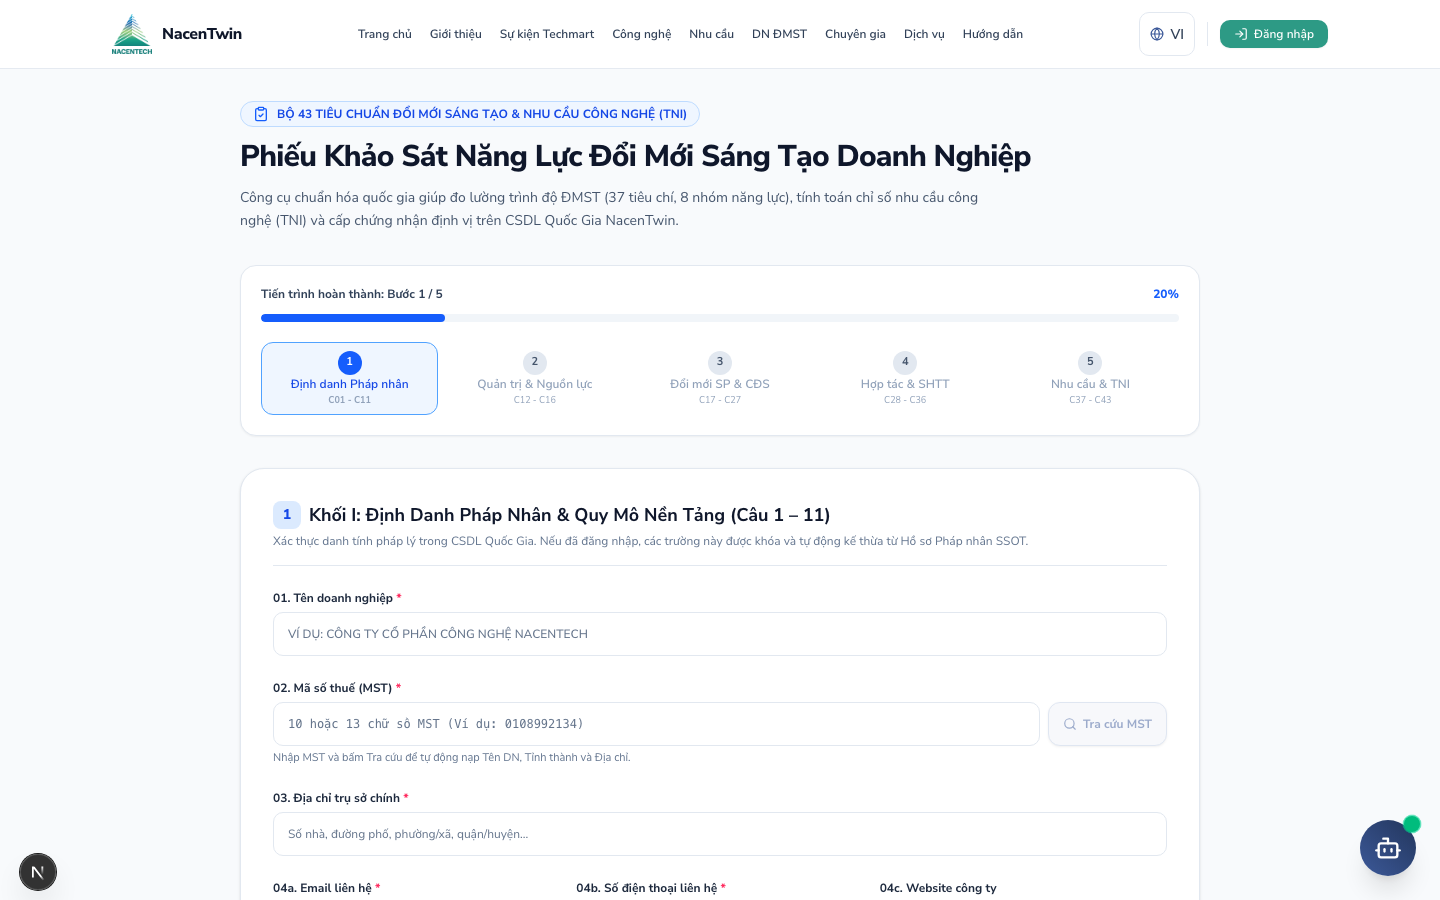 NACENTECH
NacenTwin
Trang chủ
Giới thiệu
Sự kiện Techmart
Công nghệ
Nhu cầu
DN ĐMST
Chuyên gia
Dịch vụ
Hướng dẫn
VI
Đăng nhập
BỘ 43 TIÊU CHUẨN ĐỔI MỚI SÁNG TẠO & NHU CẦU CÔNG NGHỆ (TNI)
Phiếu Khảo Sát Năng Lực Đổi Mới Sáng Tạo Doanh Nghiệp
Công cụ chuẩn hóa quốc gia giúp đo lường trình độ ĐMST (37 tiêu chí, 8 nhóm năng lực), tính toán chỉ số nhu cầu công
nghệ (TNI) và cấp chứng nhận định vị trên CSDL Quốc Gia NacenTwin.
Tiến trình hoàn thành: Bước 1 / 5
20%
1
Định danh Pháp nhân
C01 - C11
2
Quản trị & Nguồn lực
C12 - C16
3
Đổi mới SP & CĐS
C17 - C27
4
Hợp tác & SHTT
C28 - C36
5
Nhu cầu & TNI
C37 - C43
1
Khối I: Định Danh Pháp Nhân & Quy Mô Nền Tảng (Câu 1 – 11)
Xác thực danh tính pháp lý trong CSDL Quốc Gia. Nếu đã đăng nhập, các trường này được khóa và tự động kế thừa từ Hồ sơ Pháp nhân SSOT.
01. Tên doanh nghiệp *
VÍ DỤ: CÔNG TY CỔ PHẦN CÔNG NGHỆ NACENTECH
02. Mã số thuế (MST) *
10 hoặc 13 chữ số MST (Ví dụ: 0108992134)
Tra cứu MST
Nhập MST và bấm Tra cứu để tự động nạp Tên DN, Tỉnh thành và Địa chỉ.
03. Địa chỉ trụ sở chính *
Số nhà, đường phố, phường/xã, quận/huyện...
04a. Email liên hệ *
04b. Số điện thoại liên hệ *
04c. Website công ty
N